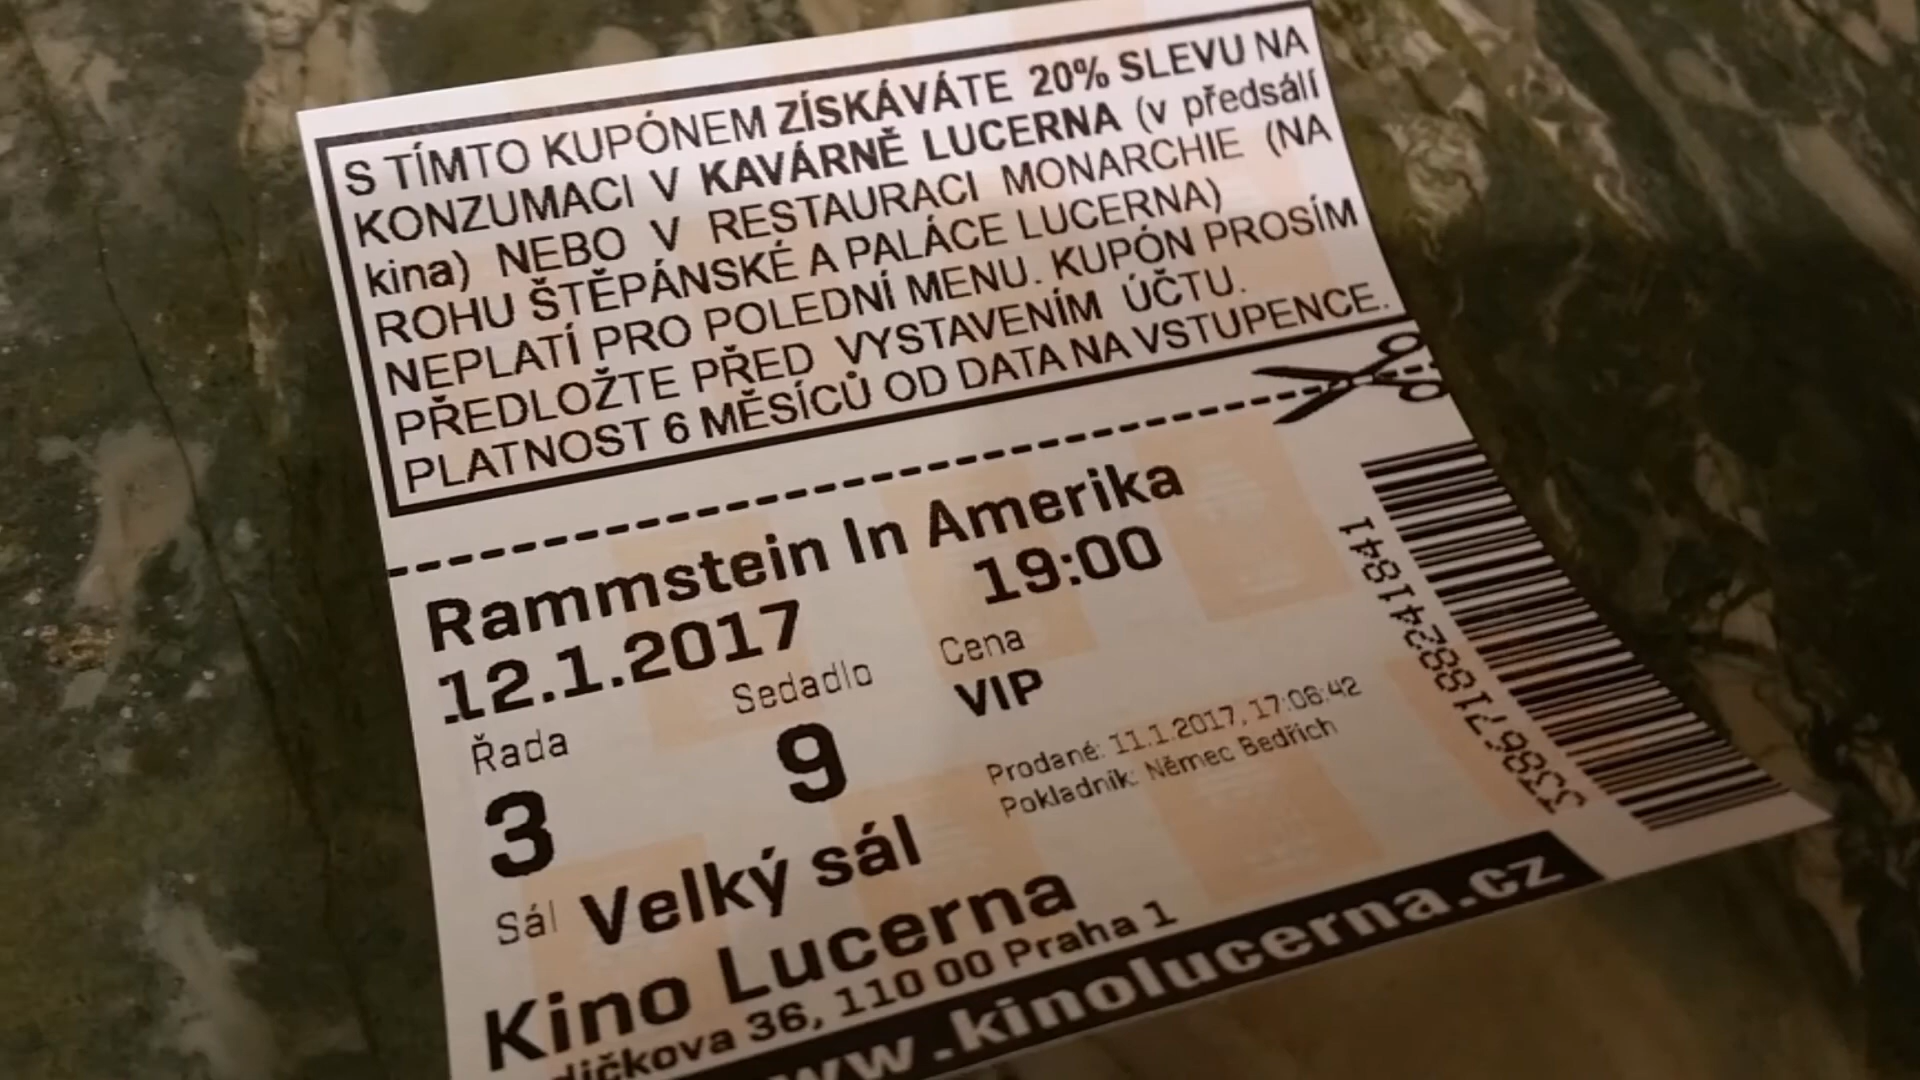 S TÍMTO KUPÓNEM ZÍSKÁVÁTE 20% SLEVU NA
KONZUMACI V KAVÁRNĚ LUCERNA (v předsálí
kina) NEBO V RESTAURACI MONARCHIE (NA
ROHU ŠTĚPÁNSKÉ A PALÁCE LUCERNA)
NEPLATÍ PRO POLEDNÍ MENU. KUPÓN PROSÍM
PŘEDLOŽTE PŘED VYSTAVENÍM ÚČTU.
PLATNOST 6 MĚSÍCŮ OD DATA NA VSTUPENCE.
Rammstein In Amerika
12.1.2017 19:00
Řada Sedadlo Cena
3 9 VIP
Prodané: 11.1.2017, 17:06:42
Pokladník: Němec Bedřich
Sál Velký sál
Kino Lucerna
36, 110 00 Praha 1
.kinolucerna.cz